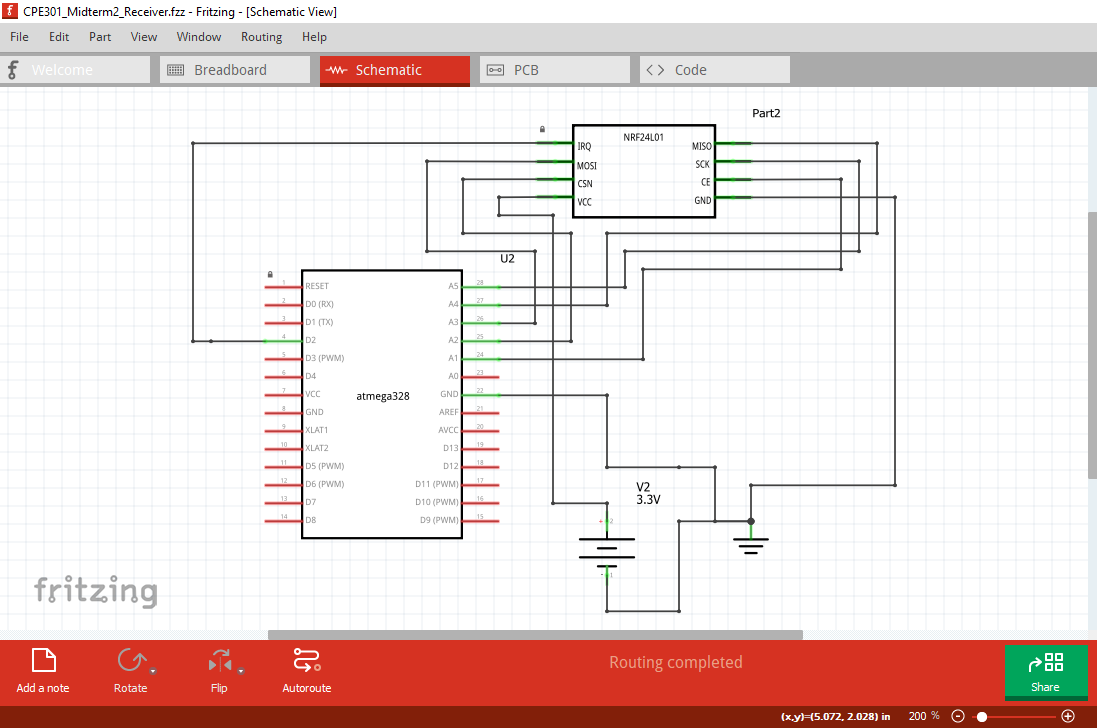 CPE301_Midterm2_Receiver.fzz - Fritzing - [Schematic View]
File Edit Part View Window Routing Help
Welcome Breadboard Schematic PCB Code
Part2
NRF24L01
IRQ MISO
MOSI SCK
CSN CE
VCC GND
U2
1 RESET A5 28
2 D0 (RX) A4 27
3 D1 (TX) A3 26
4 D2 A2 25
5 D3 (PWM) A1 24
6 D4 A0 23
7 VCC GND 22
atmega328
8 GND AREF 21
9 XLAT1 AVCC 20
10 XLAT2 D13 19
11 D5 (PWM) D12 18
12 D6 (PWM) D11 (PWM) 17
13 D7 D10 (PWM) 16
14 D8 D9 (PWM) 15
V2
3.3V
+ 2
- 1
fritzing
Add a note Rotate Flip Autoroute
Routing completed
Share
(x,y)=(5.072, 2.028) in 200 %